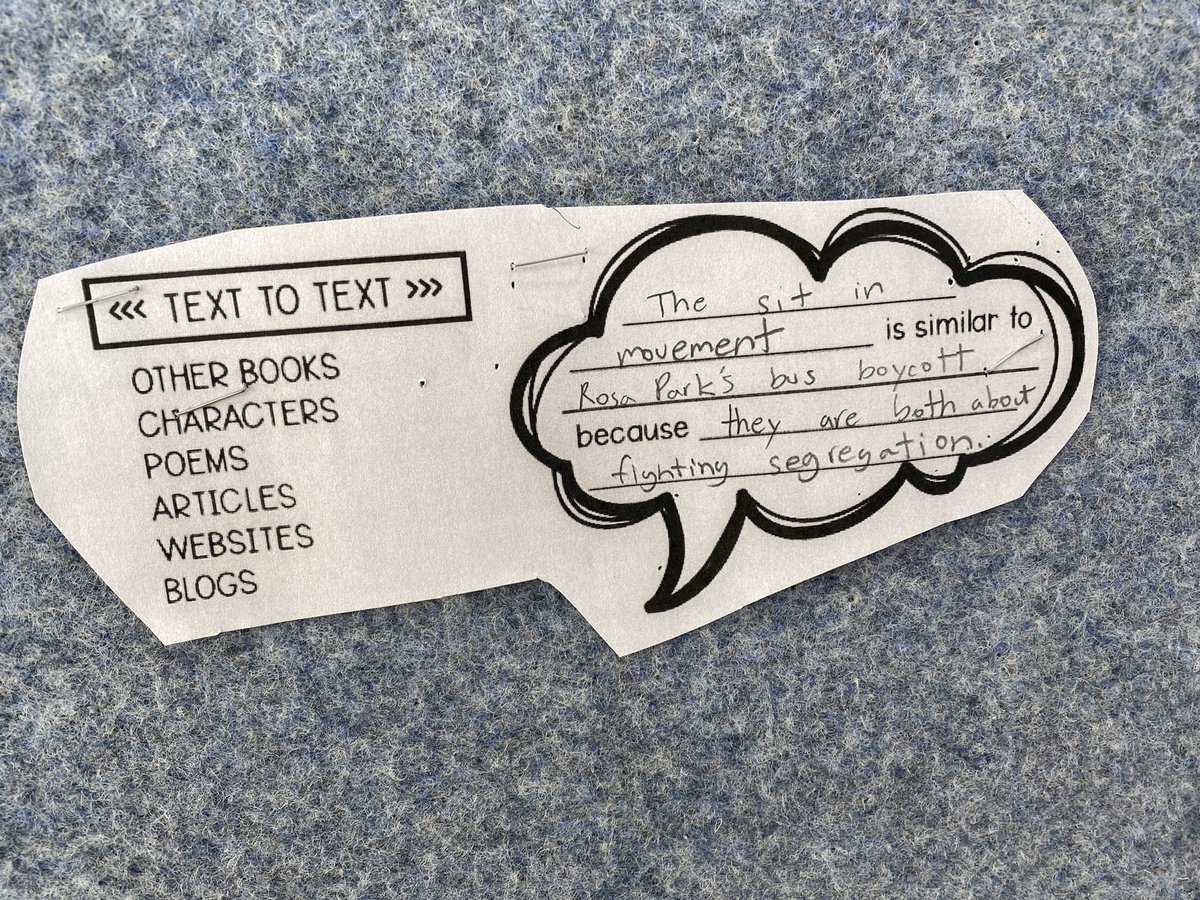 <<< TEXT TO TEXT >>>
OTHER BOOKS
CHARACTERS
POEMS
ARTICLES
WEBSITES
BLOGS
The sit in
movement is similar to
Rosa Park's bus boycott
because they are both about
fighting segregation.